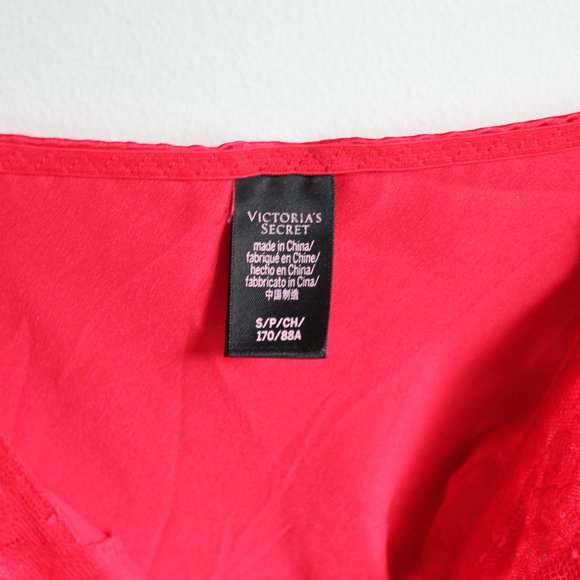 VICTORIA'S
SECRET
made in China/
fabriqué en Chine/
hecho en China/
fabbricato in Cina/
中国制造
S/P/CH/
170/88A